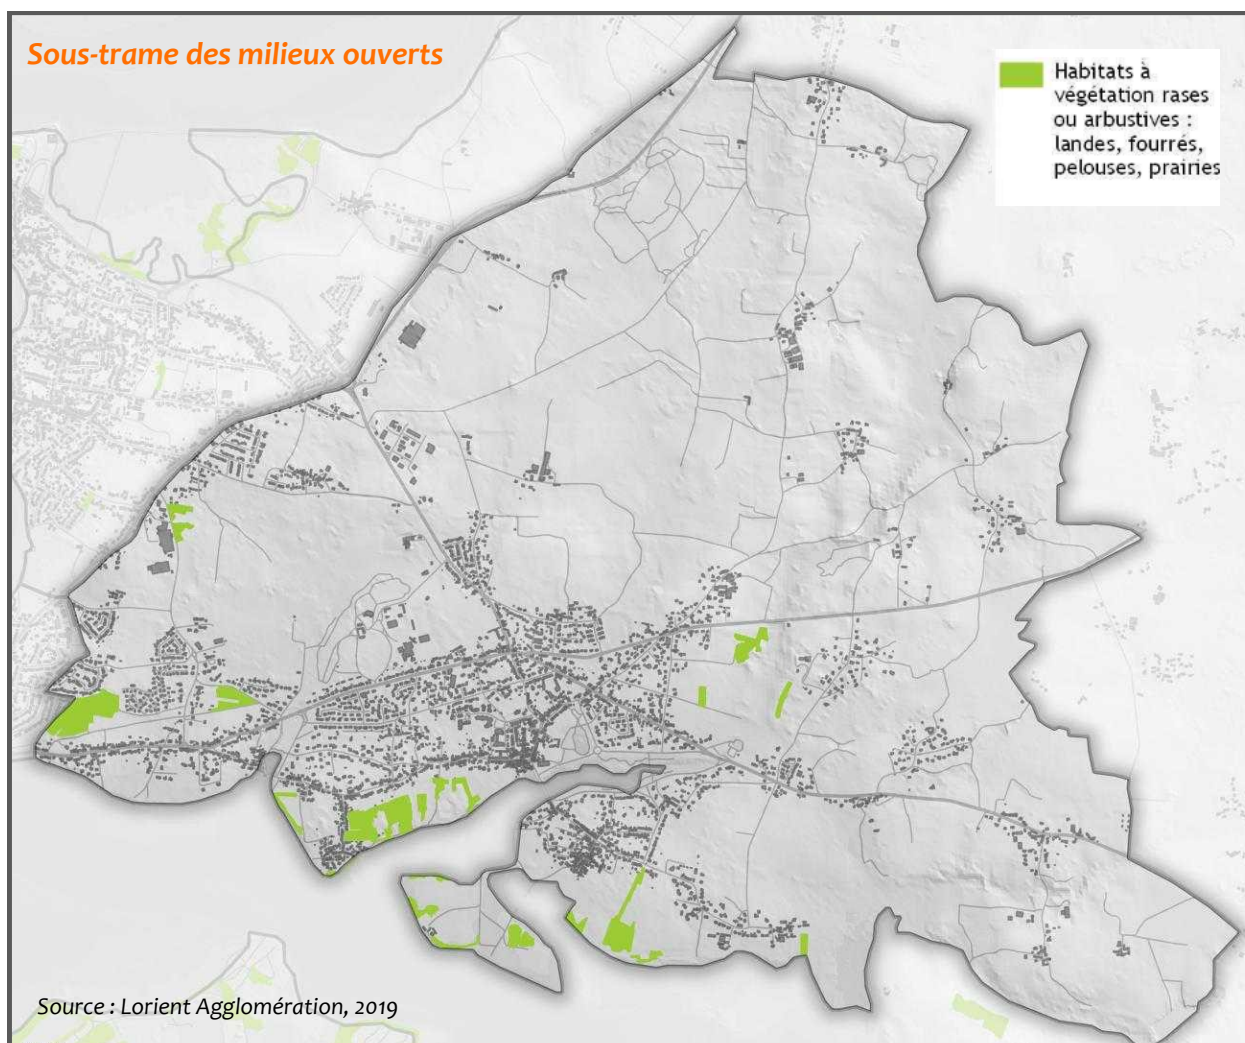 Sous-trame des milieux ouverts
Habitats à
végétation rases
ou arbustives :
landes, fourrés,
pelouses, prairies
Source : Lorient Agglomération, 2019